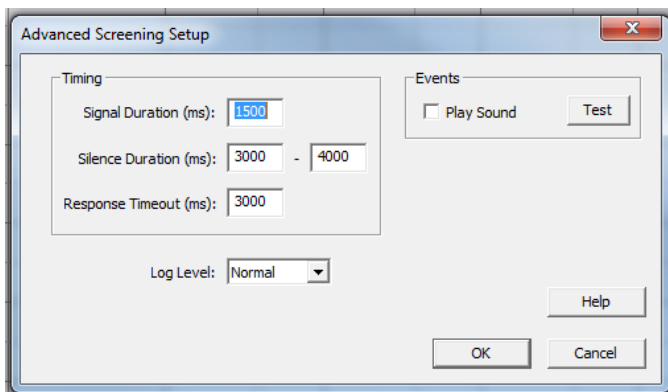 Advanced Screening Setup
Timing
Signal Duration (ms): 1500
Silence Duration (ms): 3000 - 4000
Response Timeout (ms): 3000
Log Level: Normal
Events
Play Sound Test
Help
OK Cancel